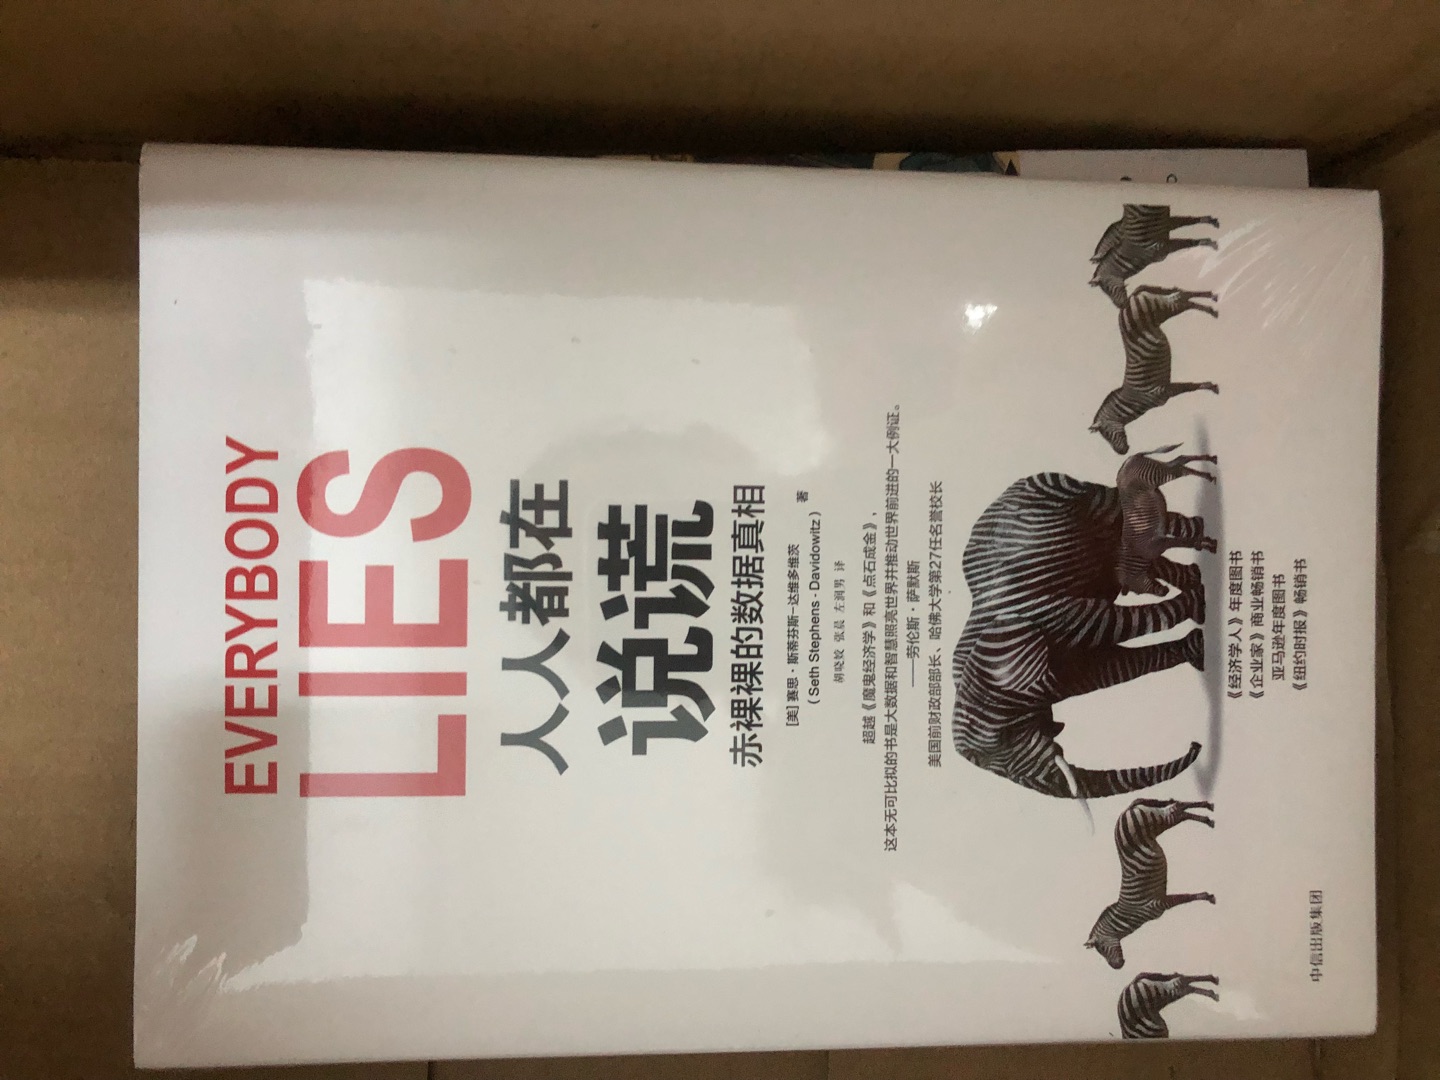 EVERYBODY
LIES
人人都在
说谎
赤裸裸的数据真相
[美] 赛思·斯蒂芬斯-达维多维茨
（Seth Stephens - Davidowitz）
著
胡晓姣 张晨 左润男 译
超越《魔鬼经济学》和《点石成金》，
这本无可比拟的书是大数据和智慧照亮世界并推动世界前进的一大例证。
——劳伦斯·萨默斯
美国前财政部部长、哈佛大学第27任名誉校长
《经济学人》年度图书
《企业家》商业畅销书
亚马逊年度图书
《纽约时报》畅销书
中信出版集团